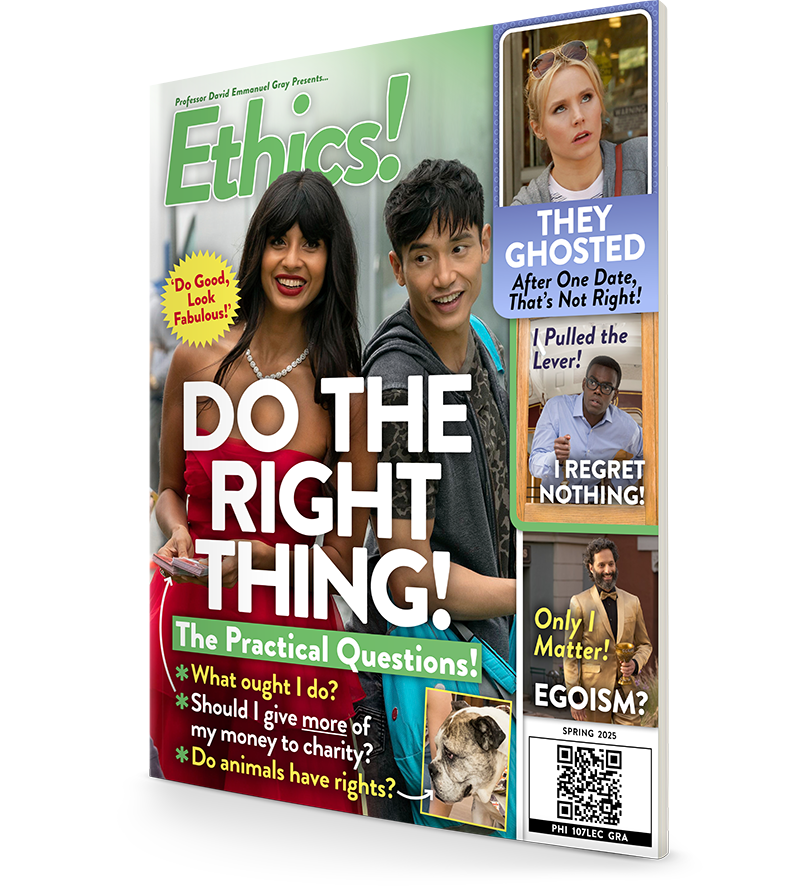 Professor David Emmanuel Gray Presents...
Ethics!
'Do Good,
Look
Fabulous!'
DO THE
RIGHT
THING!
The Practical Questions!
*What ought I do?
*Should I give more of
my money to charity?
*Do animals have rights?
THEY
GHOSTED
After One Date,
That's Not Right!
I Pulled the
Lever!
I REGRET
NOTHING!
Only I
Matter!
EGOISM?
SPRING 2025
PHI 107LEC GRA